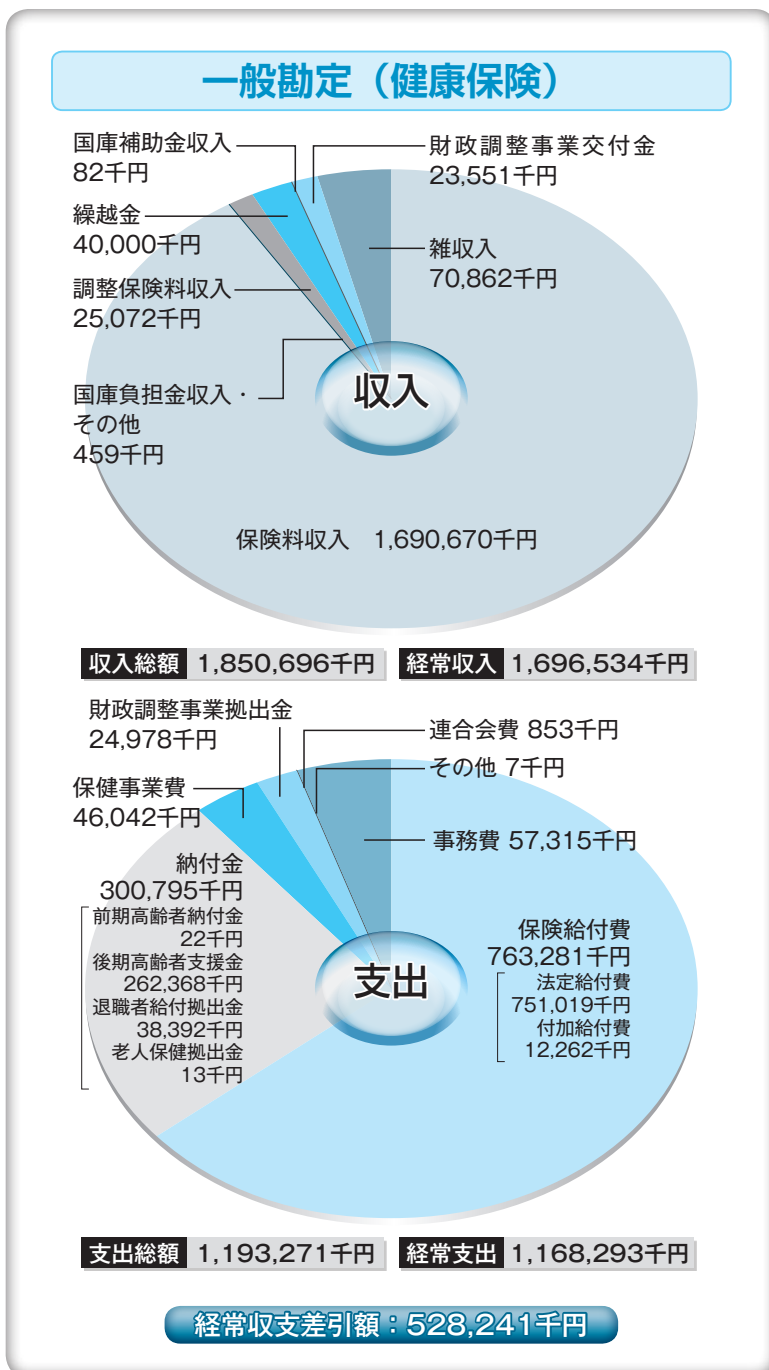 一般勘定（健康保険）
国庫補助金収入
82千円
財政調整事業交付金
23,551千円
繰越金
40,000千円
雑収入
70,862千円
調整保険料収入
25,072千円
国庫負担金収入・
その他
459千円
収入
保険料収入　1,690,670千円
収入総額 1,850,696千円 経常収入 1,696,534千円
財政調整事業拠出金
24,978千円
連合会費 853千円
その他 7千円
保健事業費
46,042千円
事務費 57,315千円
納付金
300,795千円
前期高齢者納付金
22千円
後期高齢者支援金
262,368千円
退職者給付拠出金
38,392千円
老人保健拠出金
13千円
支出
保険給付費
763,281千円
法定給付費
751,019千円
付加給付費
12,262千円
支出総額 1,193,271千円 経常支出 1,168,293千円
経常収支差引額：528,241千円